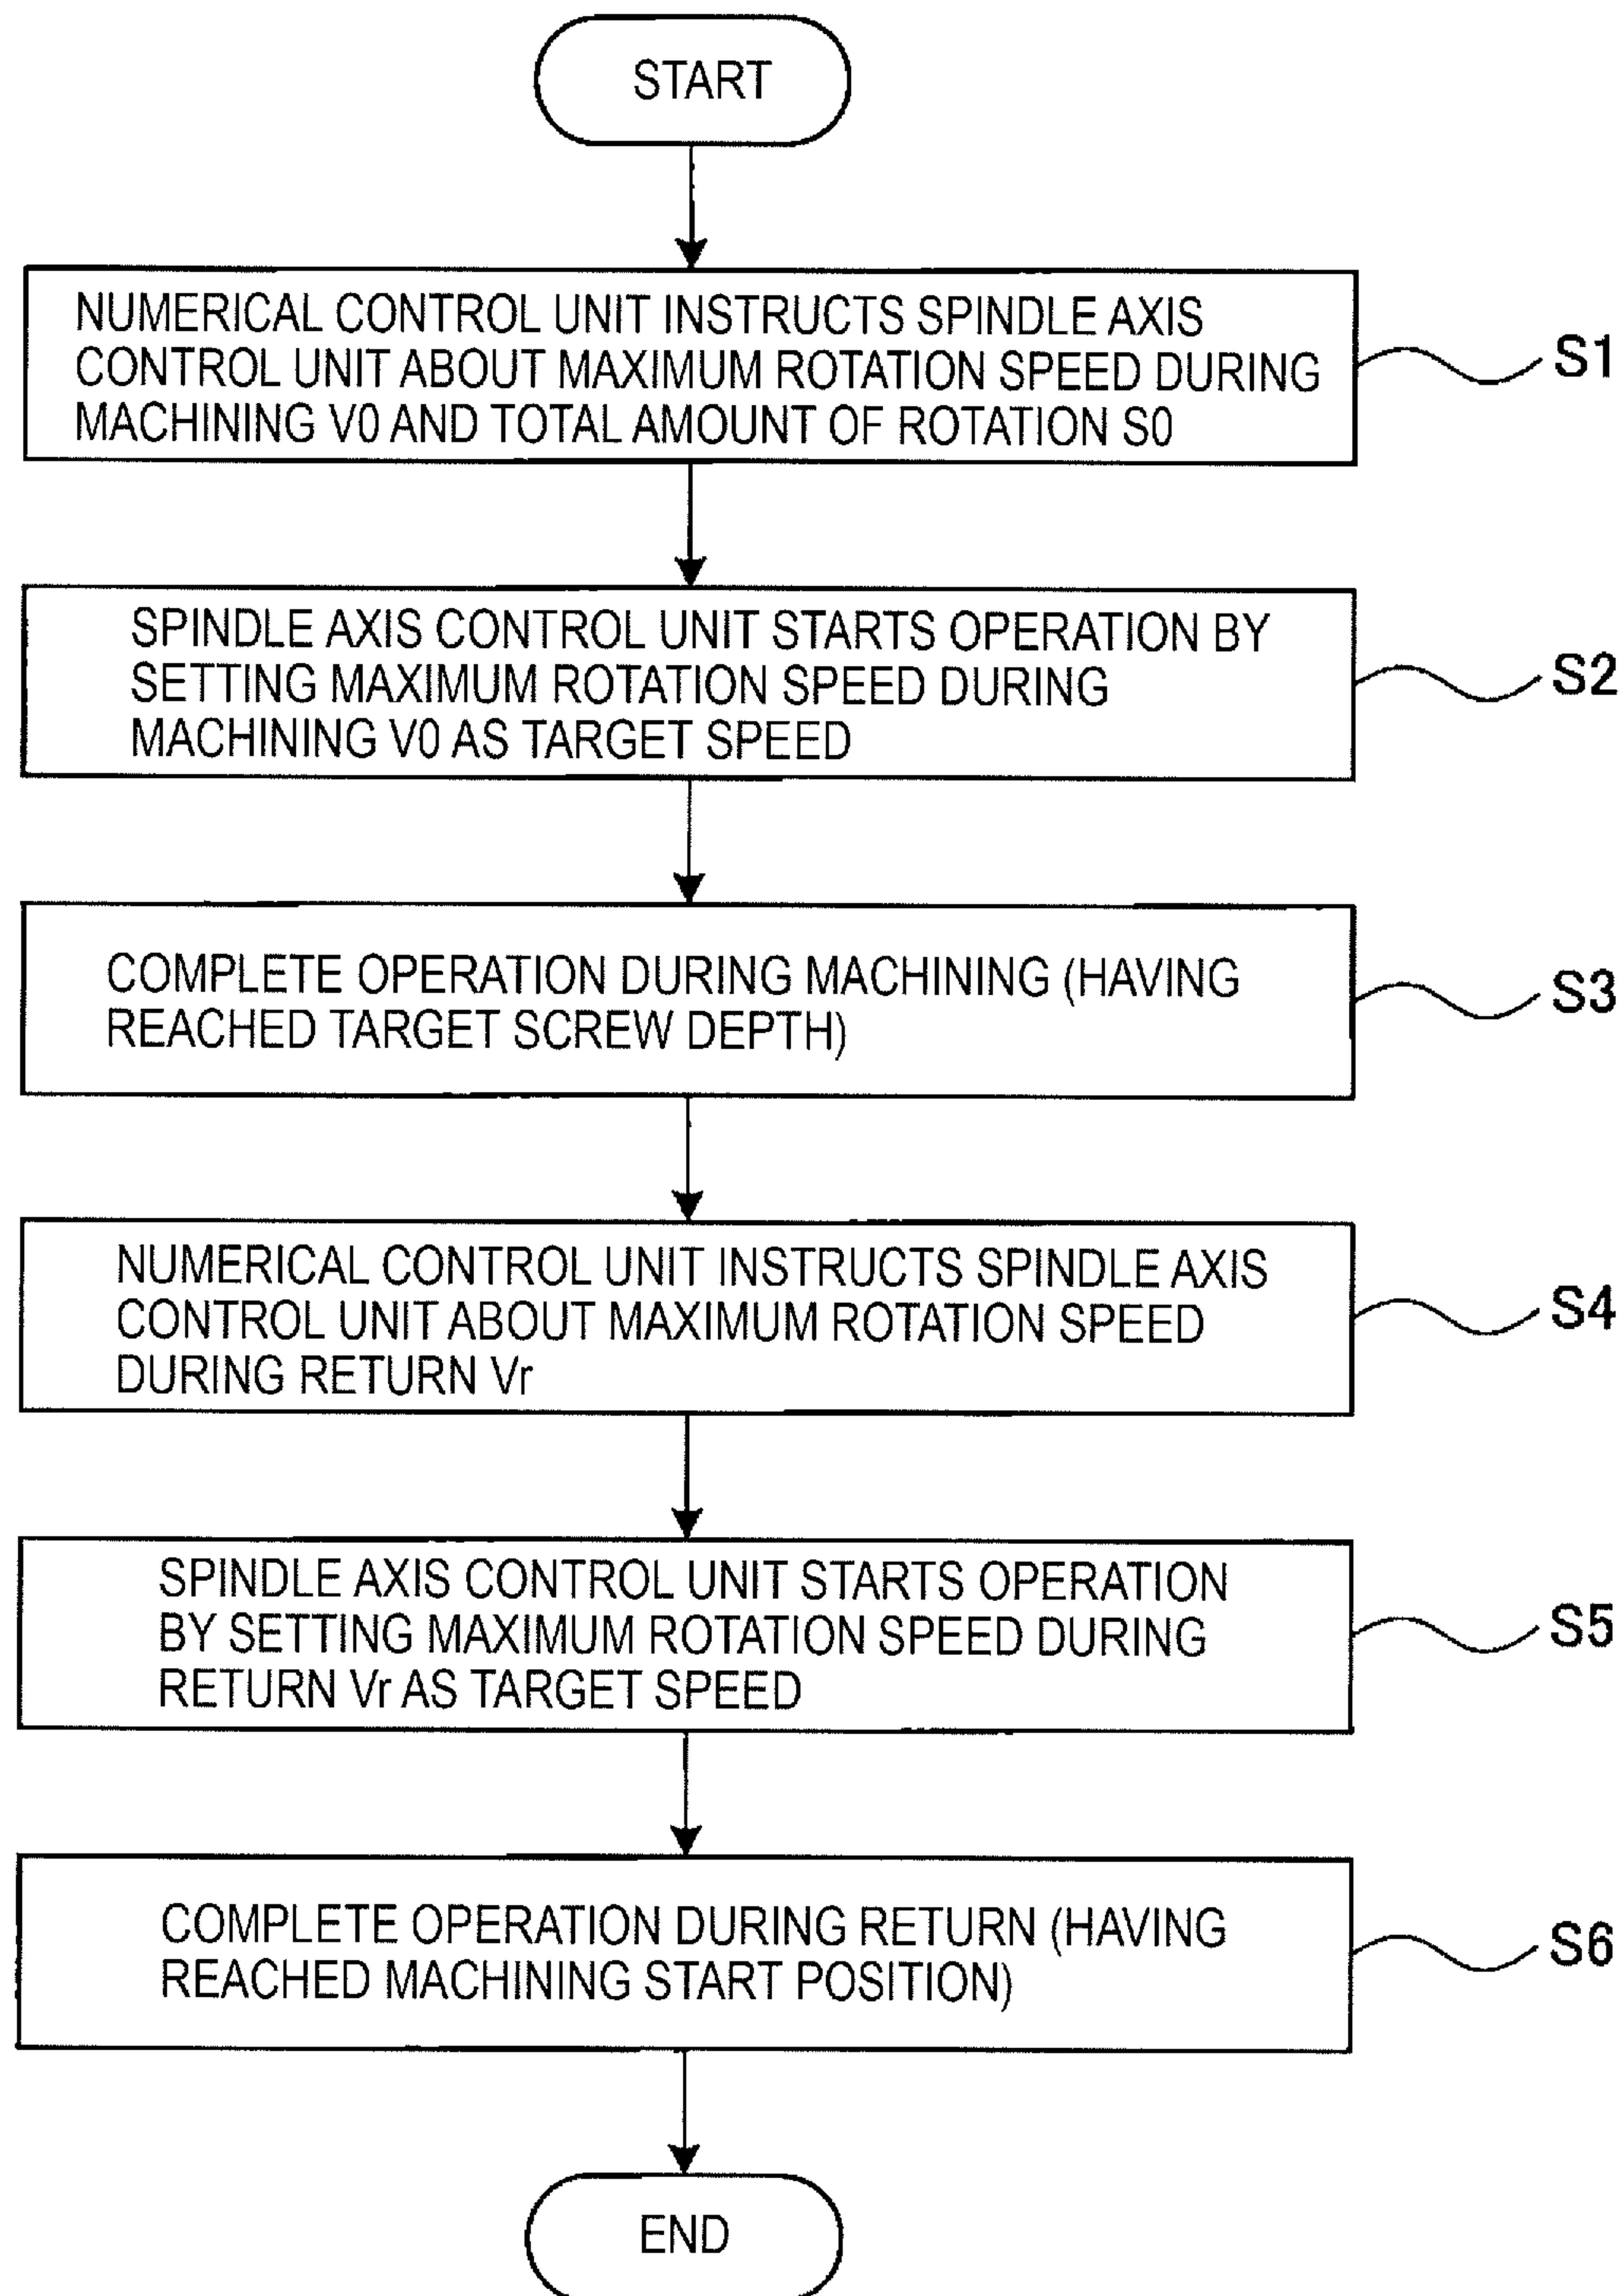 START
NUMERICAL CONTROL UNIT INSTRUCTS SPINDLE AXIS
CONTROL UNIT ABOUT MAXIMUM ROTATION SPEED DURING
MACHINING V0 AND TOTAL AMOUNT OF ROTATION S0
S1
SPINDLE AXIS CONTROL UNIT STARTS OPERATION BY
SETTING MAXIMUM ROTATION SPEED DURING
MACHINING V0 AS TARGET SPEED
S2
COMPLETE OPERATION DURING MACHINING (HAVING
REACHED TARGET SCREW DEPTH)
S3
NUMERICAL CONTROL UNIT INSTRUCTS SPINDLE AXIS
CONTROL UNIT ABOUT MAXIMUM ROTATION SPEED
DURING RETURN Vr
S4
SPINDLE AXIS CONTROL UNIT STARTS OPERATION
BY SETTING MAXIMUM ROTATION SPEED DURING
RETURN Vr AS TARGET SPEED
S5
COMPLETE OPERATION DURING RETURN (HAVING
REACHED MACHINING START POSITION)
S6
END